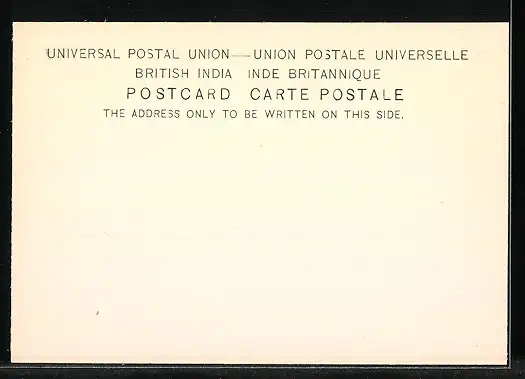 UNIVERSAL POSTAL UNION — UNION POSTALE UNIVERSELLE
BRITISH INDIA INDE BRITANNIQUE
POSTCARD CARTE POSTALE
THE ADDRESS ONLY TO BE WRITTEN ON THIS SIDE.